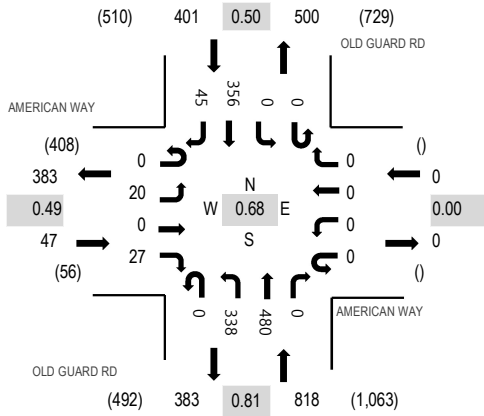 (510) 401 0.50 500 (729)
OLD GUARD RD
45 356 0 0
AMERICAN WAY
(408) ()
0 0
383 0
20 0
N
0.49 W 0.68 E 0.00
0 0
S
47 0
27 0
(56) ()
0 338 480 0
AMERICAN WAY
OLD GUARD RD
(492) 383 0.81 818 (1,063)